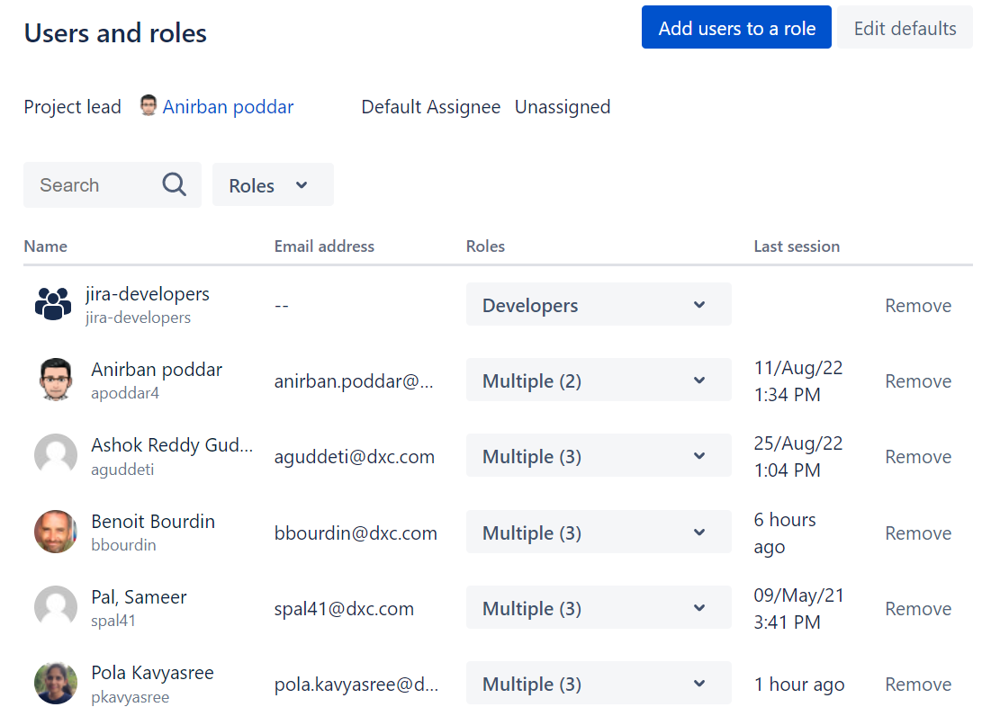 Users and roles
Add users to a role
Edit defaults
Project lead Anirban poddar Default Assignee Unassigned
Search
Roles
Name Email address Roles Last session
jira-developers
jira-developers
--
Developers
Remove
Anirban poddar
apoddar4
anirban.poddar@...
Multiple (2)
11/Aug/22
1:34 PM
Remove
Ashok Reddy Gud...
aguddeti
aguddeti@dxc.com
Multiple (3)
25/Aug/22
1:04 PM
Remove
Benoit Bourdin
bbourdin
bbourdin@dxc.com
Multiple (3)
6 hours
ago
Remove
Pal, Sameer
spal41
spal41@dxc.com
Multiple (3)
09/May/21
3:41 PM
Remove
Pola Kavyasree
pkavyasree
pola.kavyasree@d...
Multiple (3)
1 hour ago
Remove